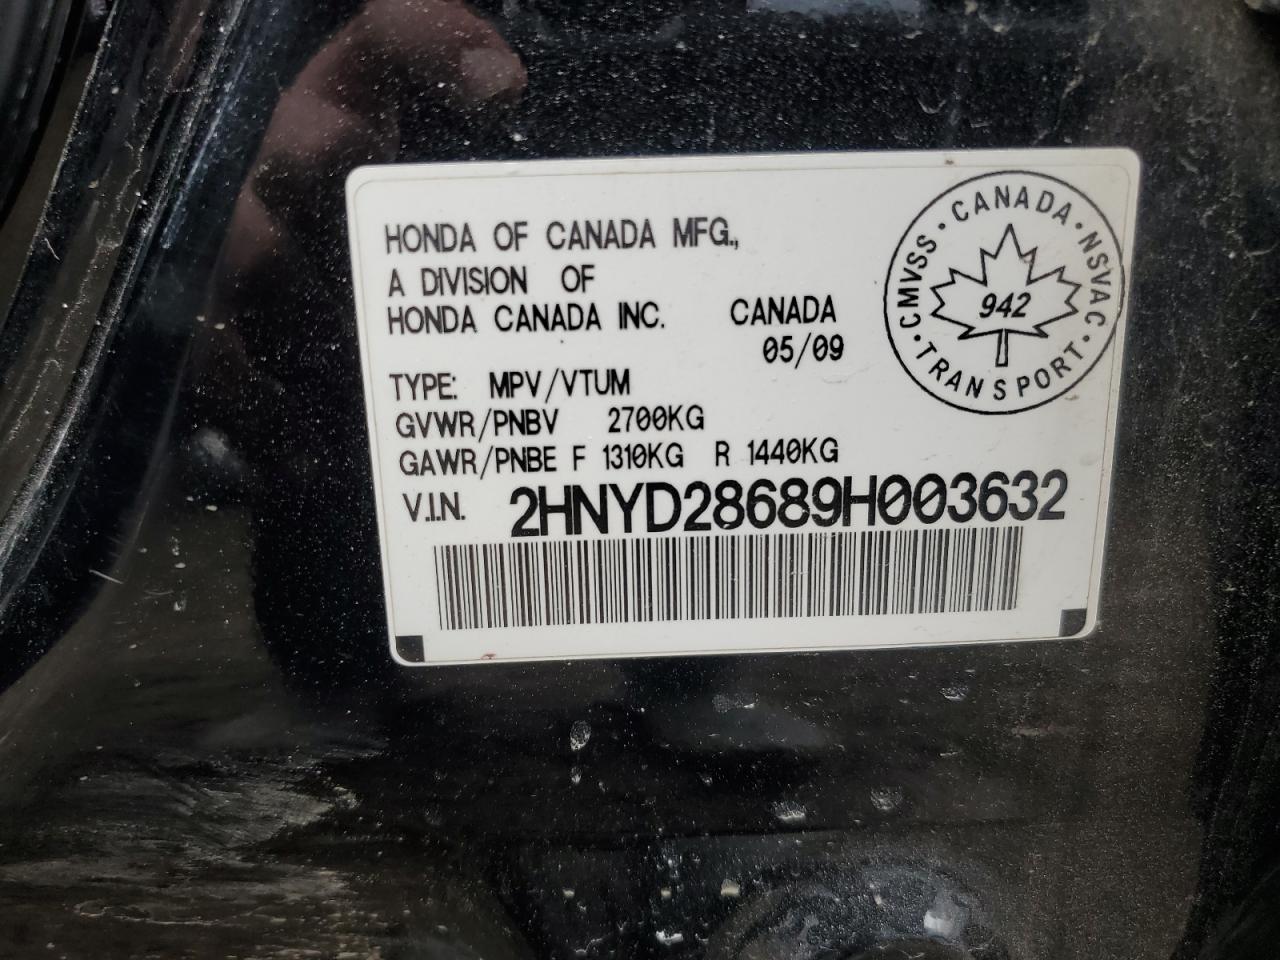 HONDA OF CANADA MFG.,
A DIVISION OF
HONDA CANADA INC. CANADA
05/09
TYPE: MPV/VTUM
GVWR/PNBV 2700KG
GAWR/PNBE F 1310KG R 1440KG
V.I.N. 2HNYD28689H003632
CMVSS · CANADA · NSVAC · TRANSPORT ·
942